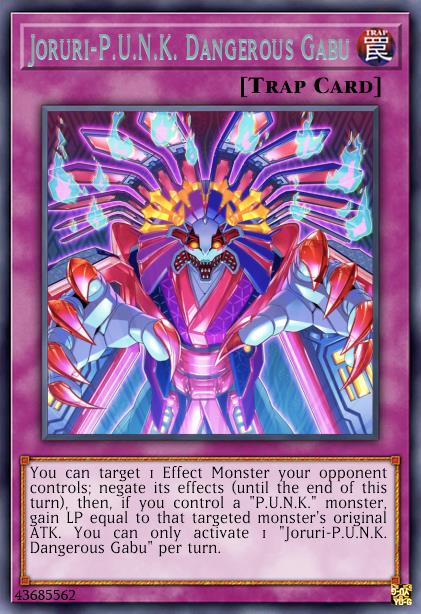 JORURI-P.U.N.K. DANGEROUS GABU
TRAP
罠
[TRAP CARD]
You can target 1 Effect Monster your opponent
controls; negate its effects (until the end of this
turn), then, if you control a "P.U.N.K." monster,
gain LP equal to that targeted monster's original
ATK. You can only activate 1 "Joruri-P.U.N.K.
Dangerous Gabu" per turn.
43685562